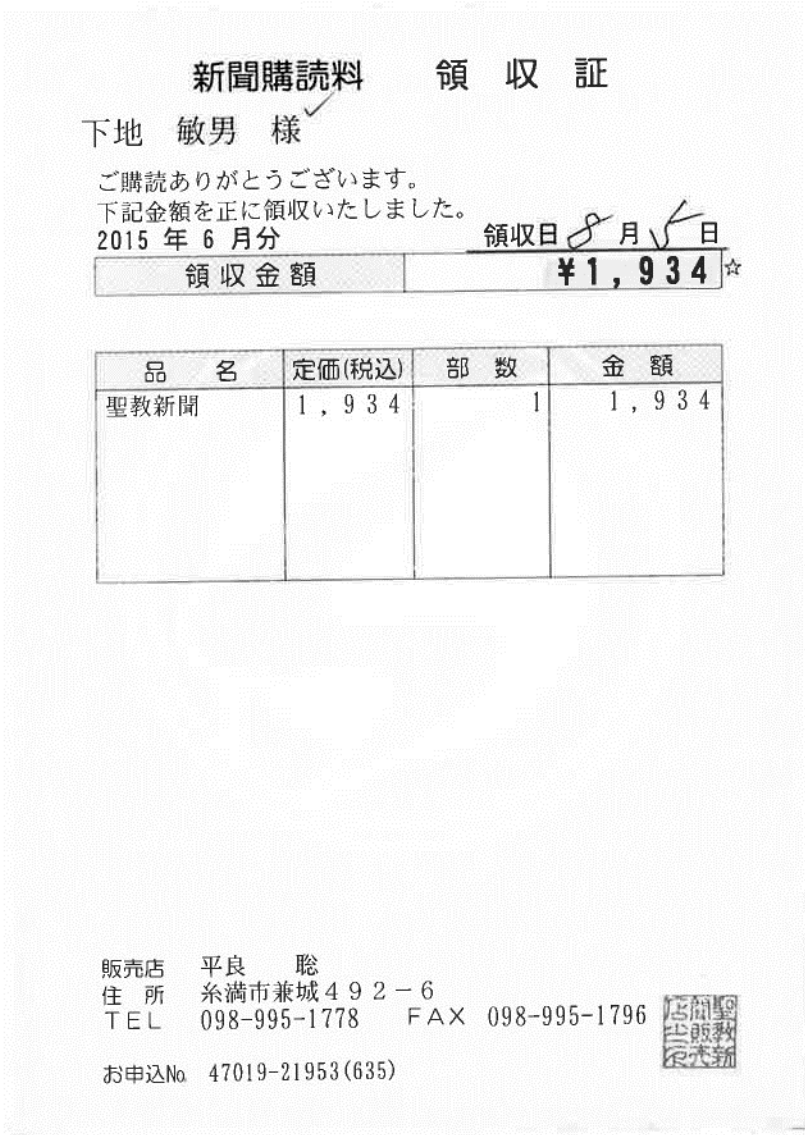 新聞購読料　領収証
下地　敏男　様
ご購読ありがとうございます。
下記金額を正に領収いたしました。
2015 年 6 月分　領収日 8 月 5 日
領収金額　¥1,934 ☆
品　名　定価(税込)　部　数　金　額
聖教新聞　1,934　1　1,934
販売店　平良　聡
住　所　糸満市兼城492－6
TEL　098-995-1778　FAX　098-995-1796
お申込No.　47019-21953(635)